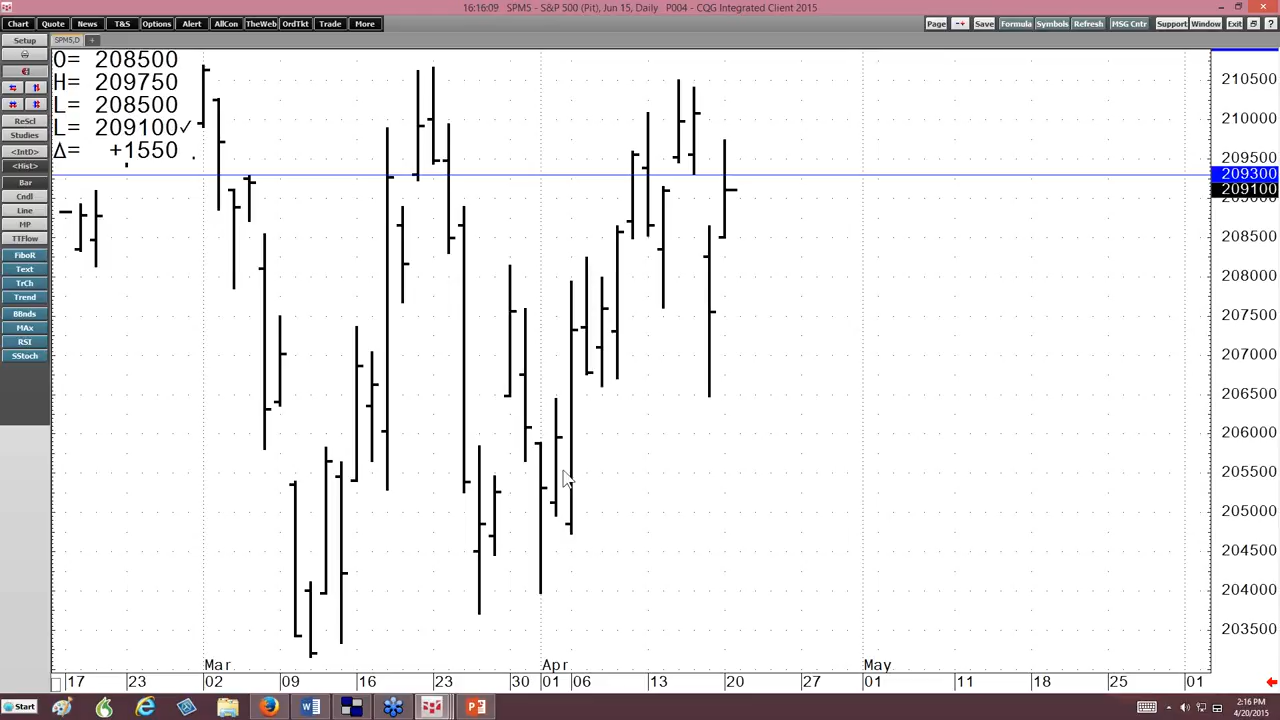 16:16:09 SPM5 - S&P 500 (Pit), Jun 15, Daily P004 - CQG Integrated Client 2015
Chart Quote News T&S Options Alert AllCon TheWeb OrdTkt Trade More Page Save Formula Symbols Refresh MSG Cntr Support Window Exit ?
Setup SPM5,D +
O= 208500
H= 209750
L= 208500
L= 209100✓
Δ= +1550
ReScl
Studies
<IntD>
<Hist>
Bar
Cndl
Line
MP
TTFlow
FiboR
Text
TrCh
Trend
BBnds
MAx
RSI
SStoch
210500
210000
209500
209300
209100
209000
208500
208000
207500
207000
206500
206000
205500
205000
204500
204000
203500
Mar Apr May
17 23 02 09 16 23 30 01 06 13 20 27 01 11 18 25 01
Start
2:16 PM
4/20/2015